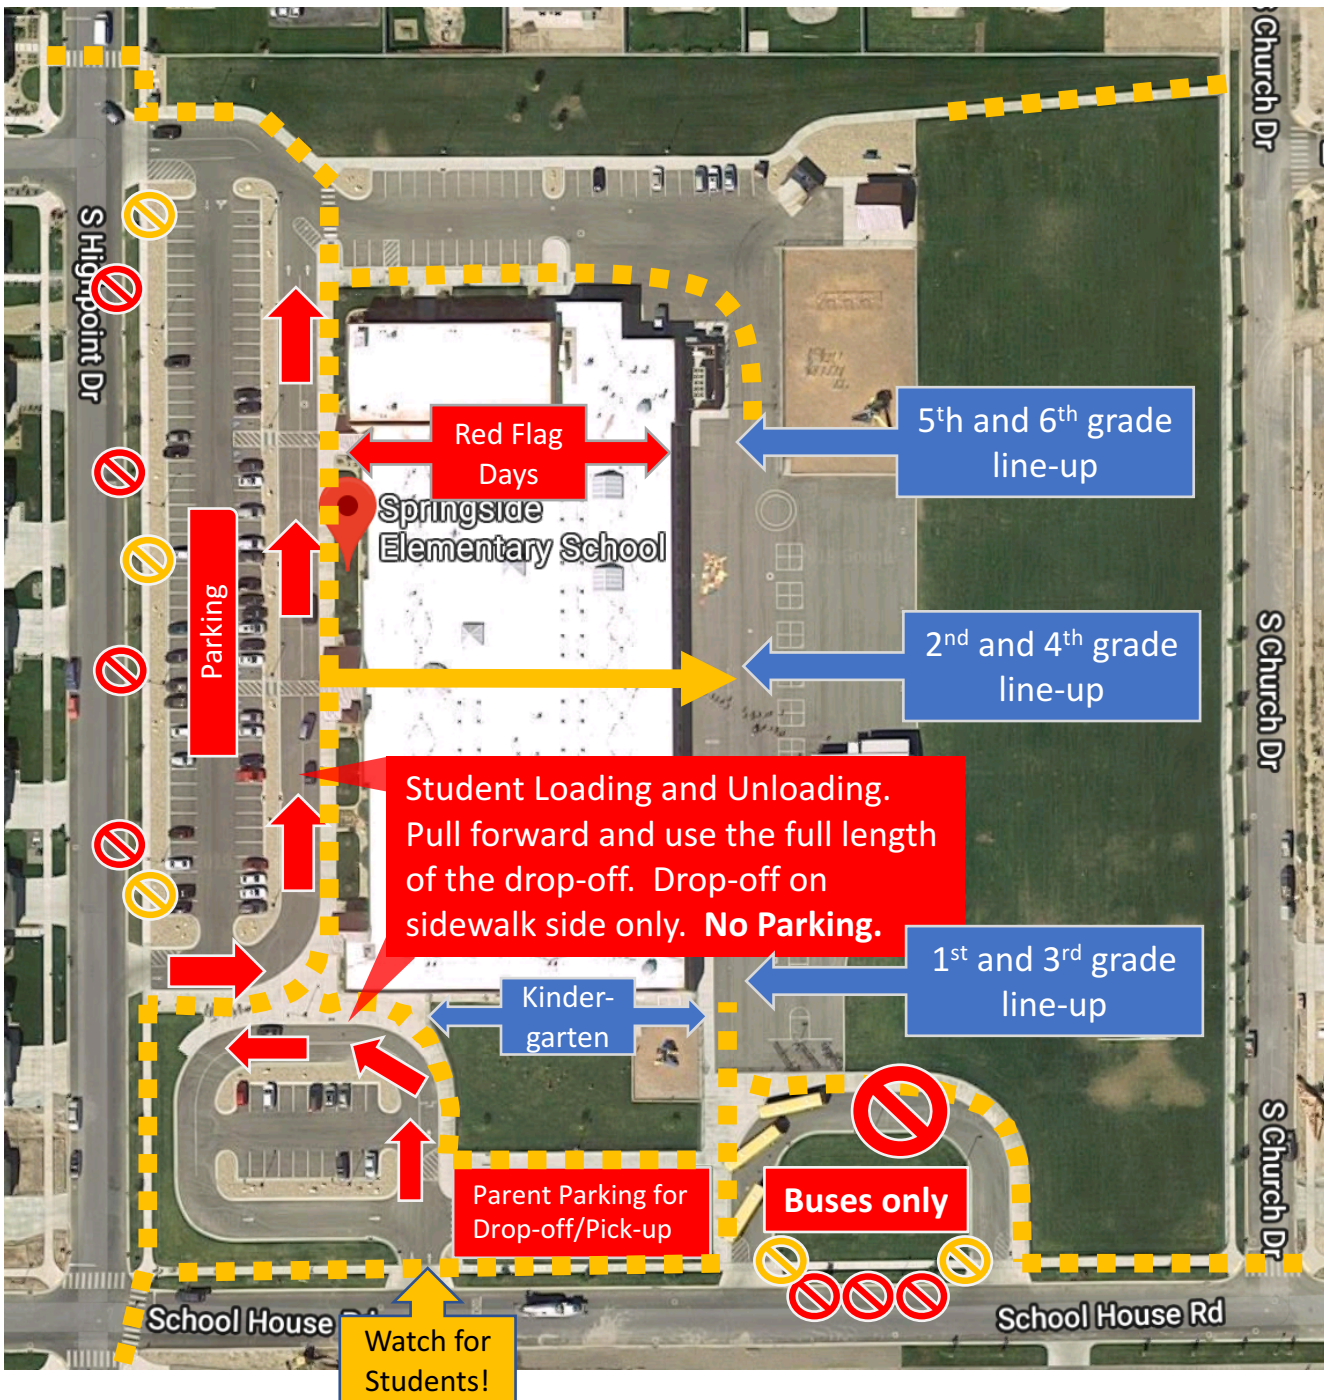 S Church Dr
S Highpoint Dr
5th and 6th grade
line-up
Red Flag
Days
Springside
Elementary School
Parking
2nd and 4th grade
line-up
S Church Dr
Student Loading and Unloading.
Pull forward and use the full length
of the drop-off. Drop-off on
sidewalk side only. No Parking.
1st and 3rd grade
line-up
Kinder-
garten
S Church Dr
Parent Parking for
Drop-off/Pick-up
Buses only
School House
School House Rd
Watch for
Students!